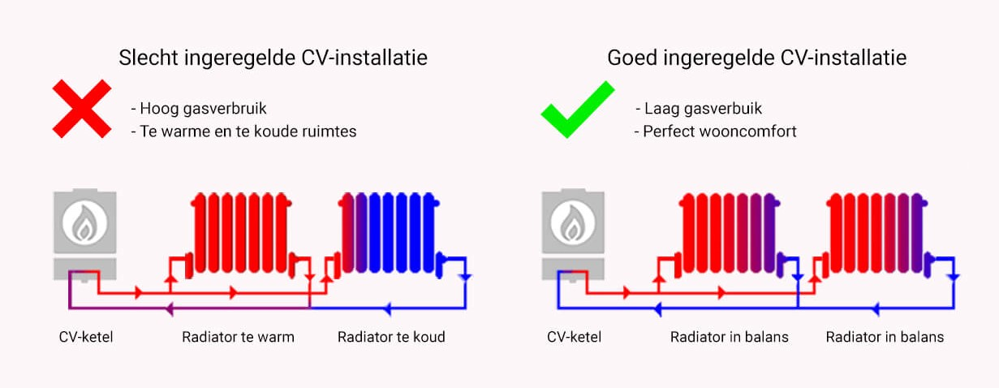 Slecht ingeregelde CV-installatie
- Hoog gasverbruik
- Te warme en te koude ruimtes
CV-ketel
Radiator te warm
Radiator te koud
Goed ingeregelde CV-installatie
- Laag gasverbuik
- Perfect wooncomfort
CV-ketel
Radiator in balans
Radiator in balans